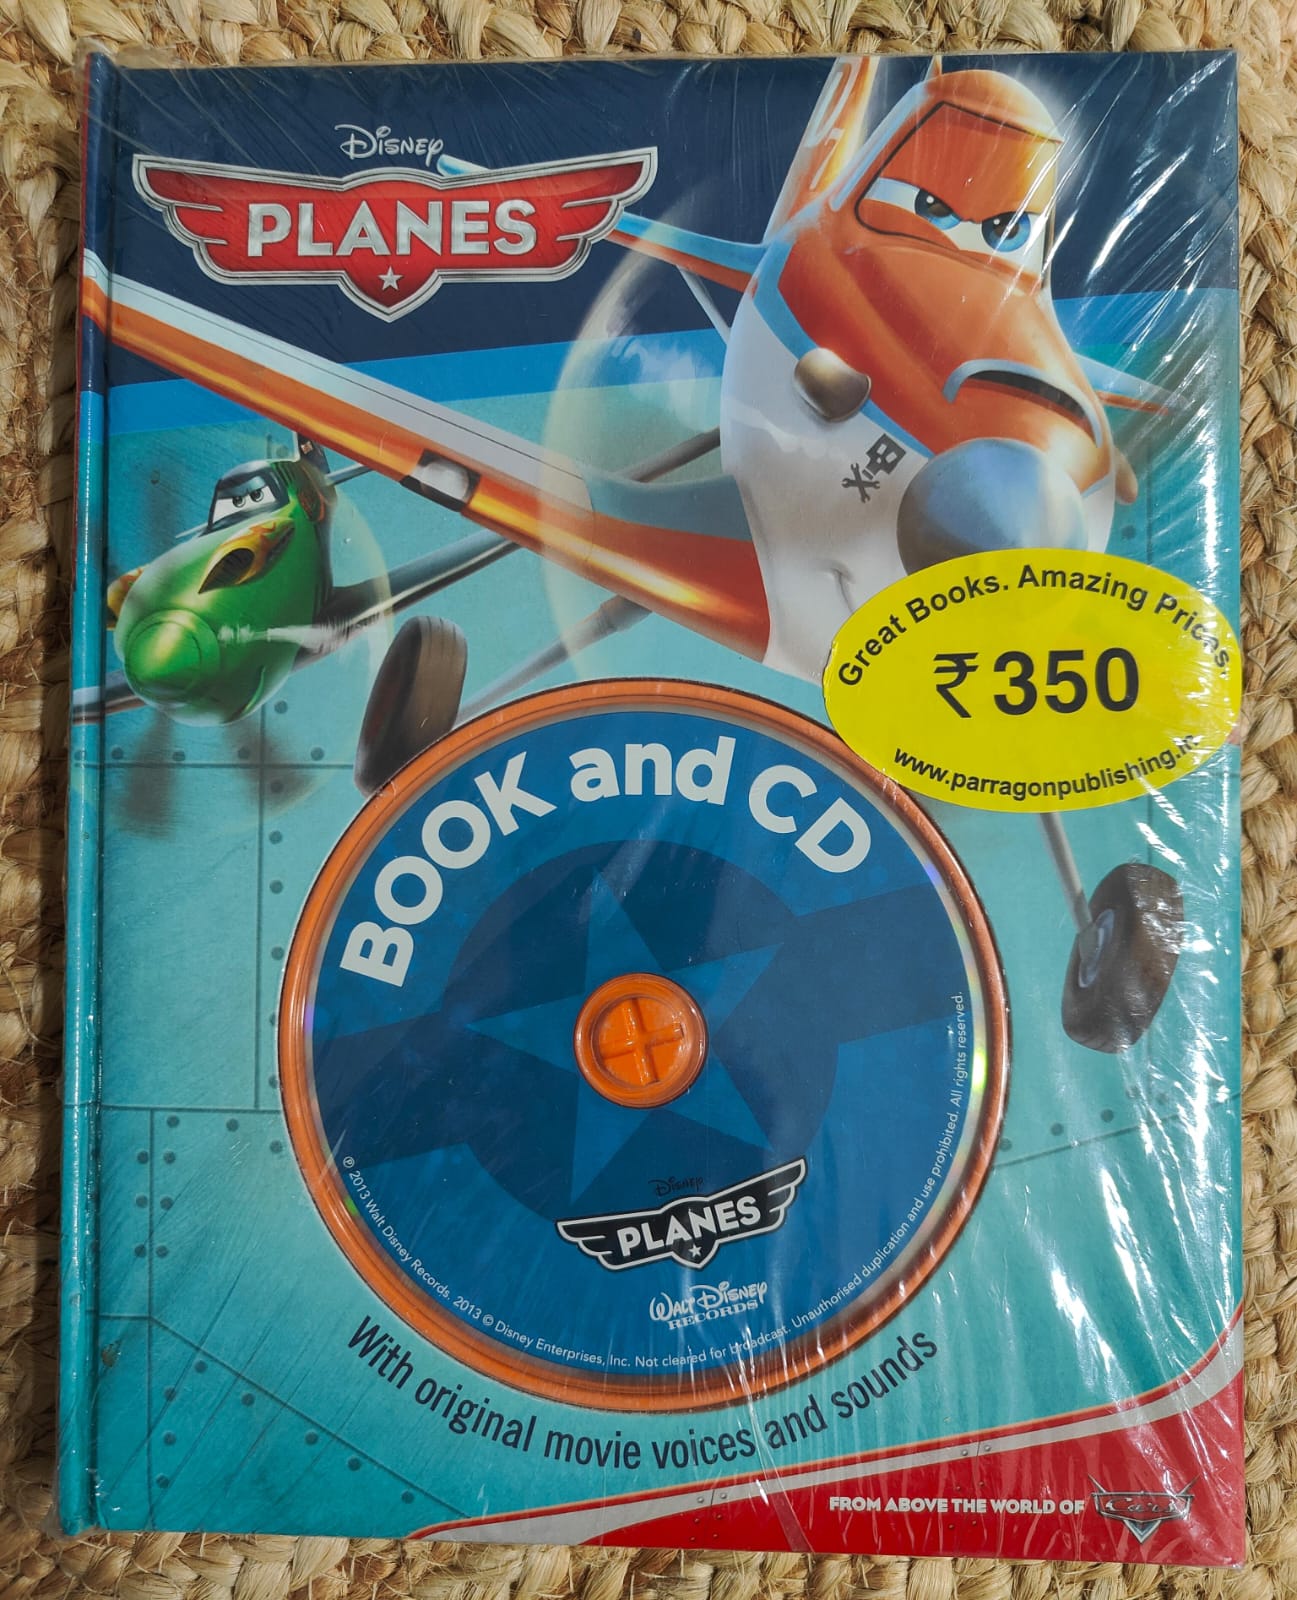 Disney
PLANES
Great Books. Amazing Prices.
₹ 350
www.parragonpublishing.in
BOOK and CD
Disney
PLANES
WALT DISNEY
RECORDS
℗ 2013 Walt Disney Records. 2013 © Disney Enterprises, Inc. Not cleared for broadcast. Unauthorised duplication and use prohibited. All rights reserved.
With original movie voices and sounds
FROM ABOVE THE WORLD OF Cars